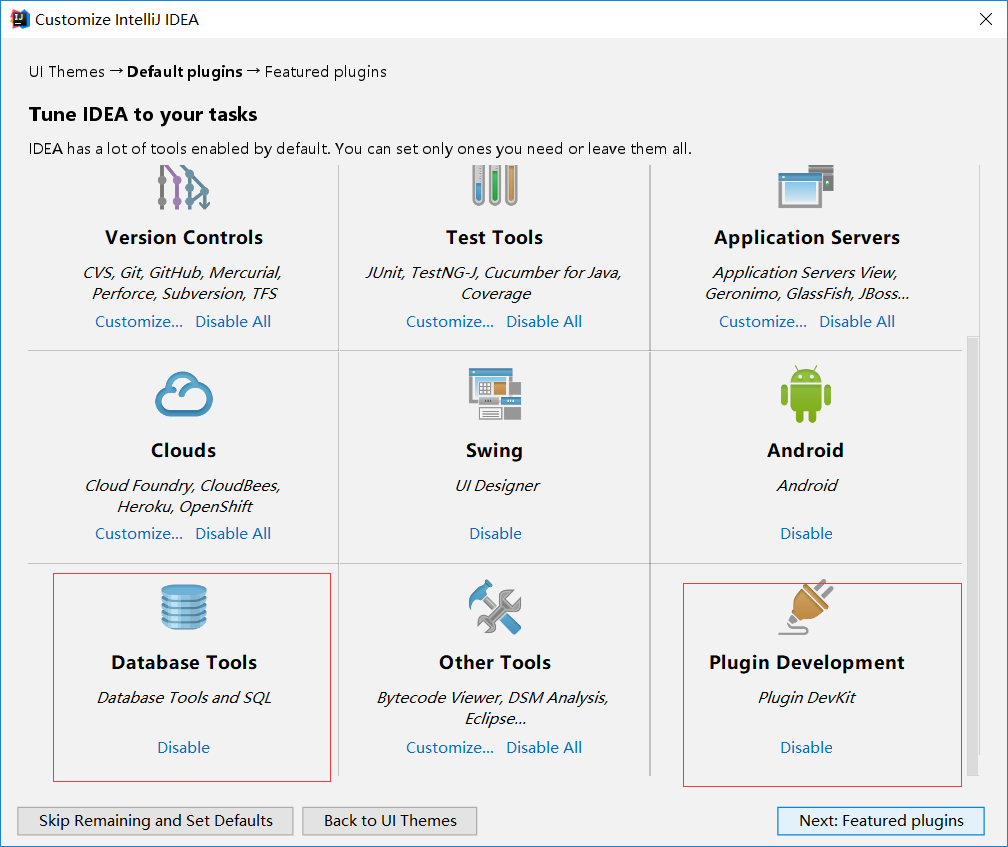 Customize IntelliJ IDEA
UI Themes → Default plugins → Featured plugins
Tune IDEA to your tasks
IDEA has a lot of tools enabled by default. You can set only ones you need or leave them all.
Version Controls
CVS, Git, GitHub, Mercurial,
Perforce, Subversion, TFS
Customize... Disable All
Test Tools
JUnit, TestNG-J, Cucumber for Java,
Coverage
Customize... Disable All
Application Servers
Application Servers View,
Geronimo, GlassFish, JBoss...
Customize... Disable All
Clouds
Cloud Foundry, CloudBees,
Heroku, OpenShift
Customize... Disable All
Swing
UI Designer
Disable
Android
Android
Disable
Database Tools
Database Tools and SQL
Disable
Other Tools
Bytecode Viewer, DSM Analysis,
Eclipse...
Customize... Disable All
Plugin Development
Plugin DevKit
Disable
Skip Remaining and Set Defaults
Back to UI Themes
Next: Featured plugins